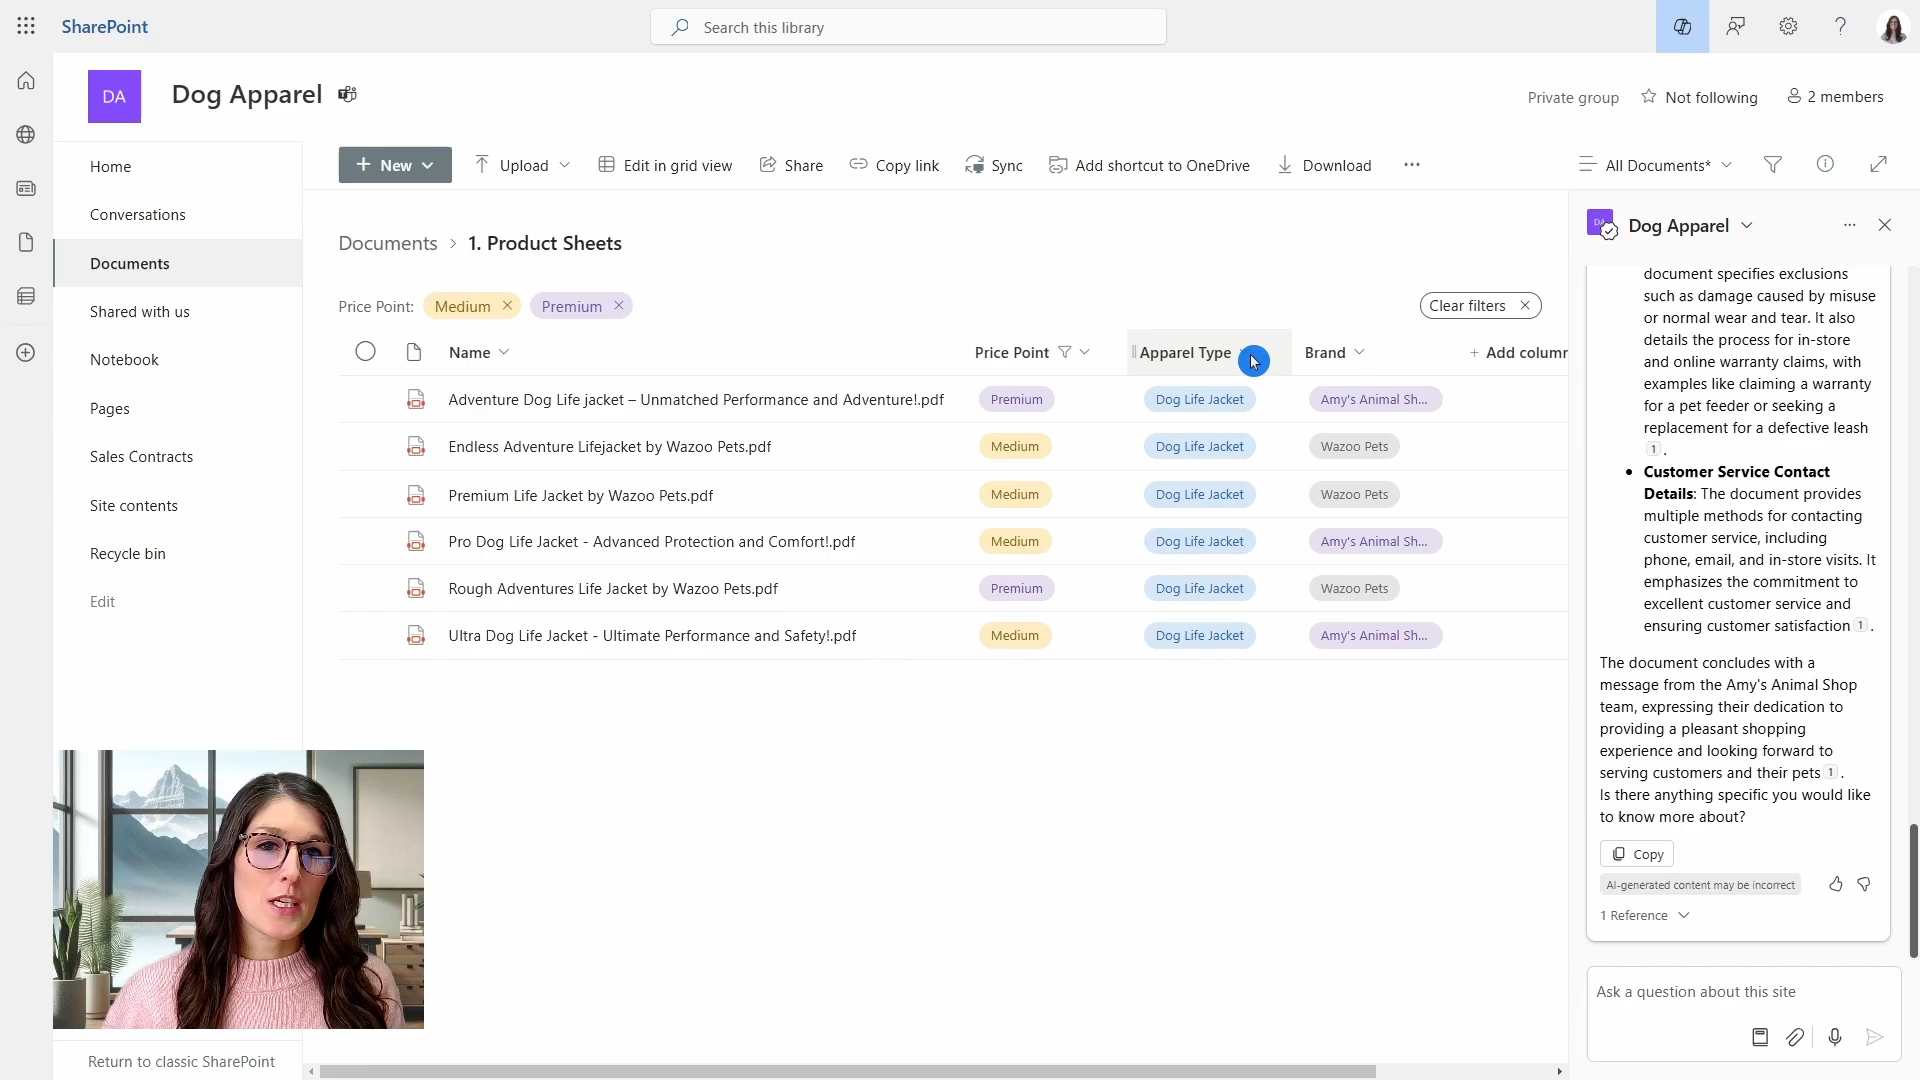 SharePoint
Search this library
DA
Dog Apparel
Private group
Not following
2 members
Home
Conversations
Documents
Shared with us
Notebook
Pages
Sales Contracts
Site contents
Recycle bin
Edit
Return to classic SharePoint
+ New
Upload
Edit in grid view
Share
Copy link
Sync
Add shortcut to OneDrive
Download
...
All Documents*
Documents > 1. Product Sheets
Price Point: Medium × Premium ×
Clear filters ×
Name Price Point Apparel Type Brand + Add column
Adventure Dog Life jacket – Unmatched Performance and Adventure!.pdf Premium Dog Life Jacket Amy's Animal Sh...
Endless Adventure Lifejacket by Wazoo Pets.pdf Medium Dog Life Jacket Wazoo Pets
Premium Life Jacket by Wazoo Pets.pdf Medium Dog Life Jacket Wazoo Pets
Pro Dog Life Jacket - Advanced Protection and Comfort!.pdf Medium Dog Life Jacket Amy's Animal Sh...
Rough Adventures Life Jacket by Wazoo Pets.pdf Premium Dog Life Jacket Wazoo Pets
Ultra Dog Life Jacket - Ultimate Performance and Safety!.pdf Medium Dog Life Jacket Amy's Animal Sh...
Dog Apparel
...
document specifies exclusions
such as damage caused by misuse
or normal wear and tear. It also
details the process for in-store
and online warranty claims, with
examples like claiming a warranty
for a pet feeder or seeking a
replacement for a defective leash
1 .
• Customer Service Contact
Details: The document provides
multiple methods for contacting
customer service, including
phone, email, and in-store visits. It
emphasizes the commitment to
excellent customer service and
ensuring customer satisfaction 1 .
The document concludes with a
message from the Amy's Animal Shop
team, expressing their dedication to
providing a pleasant shopping
experience and looking forward to
serving customers and their pets 1 .
Is there anything specific you would like
to know more about?
Copy
AI-generated content may be incorrect
1 Reference
Ask a question about this site